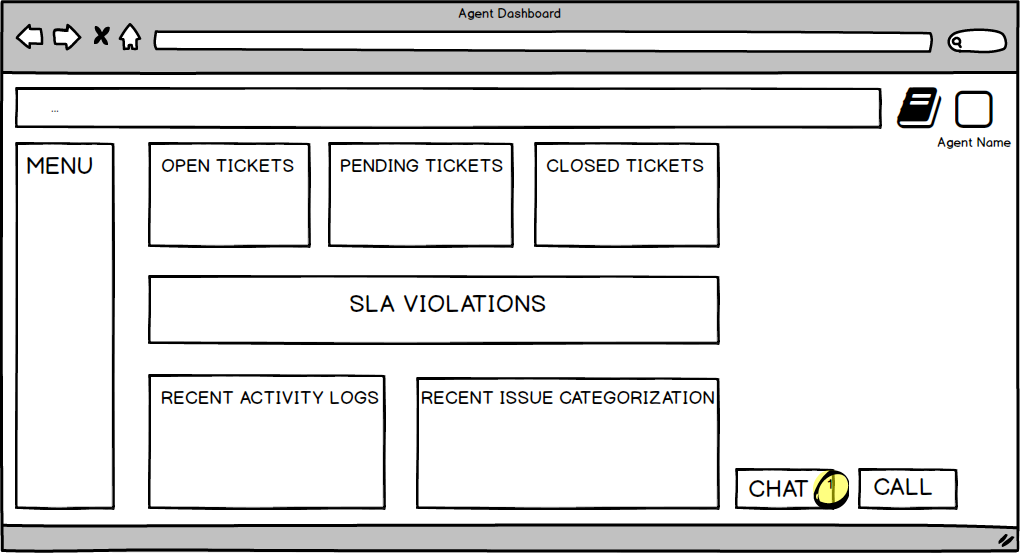 Agent Dashboard
...
Agent Name
MENU
OPEN TICKETS
PENDING TICKETS
CLOSED TICKETS
SLA VIOLATIONS
RECENT ACTIVITY LOGS
RECENT ISSUE CATEGORIZATION
CHAT
1
CALL